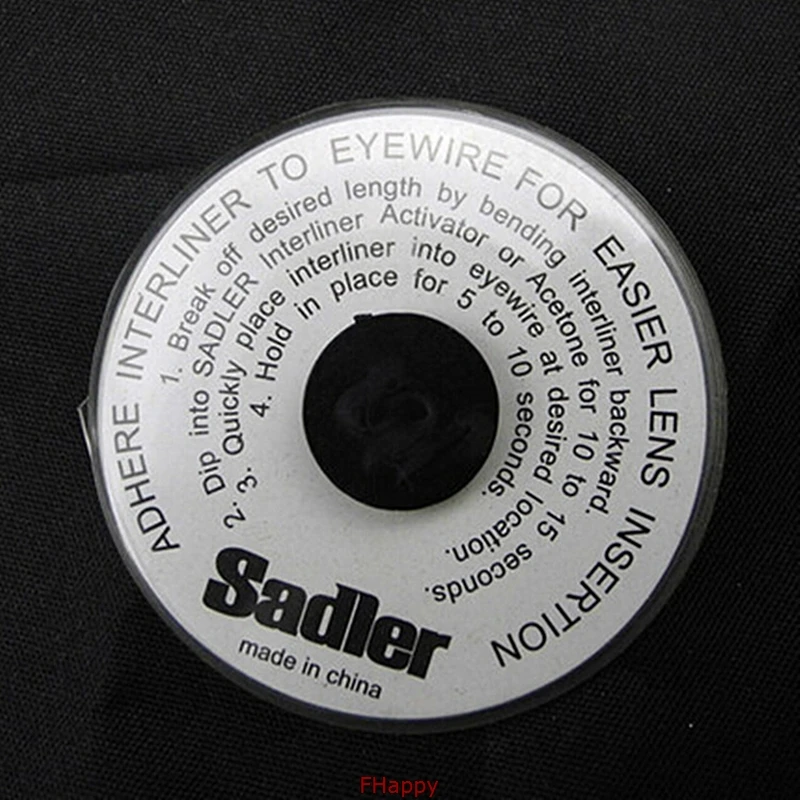 ADHERE INTERLINER TO EYEWIRE FOR EASIER LENS INSERTION
1. Break off desired length by bending interliner backward.
2. Dip into SADLER Interliner Activator or Acetone for 10 to 15 seconds.
3. Quickly place interliner into eyewire at desired location.
4. Hold in place for 5 to 10 seconds.
Sadler
made in china
FHappy